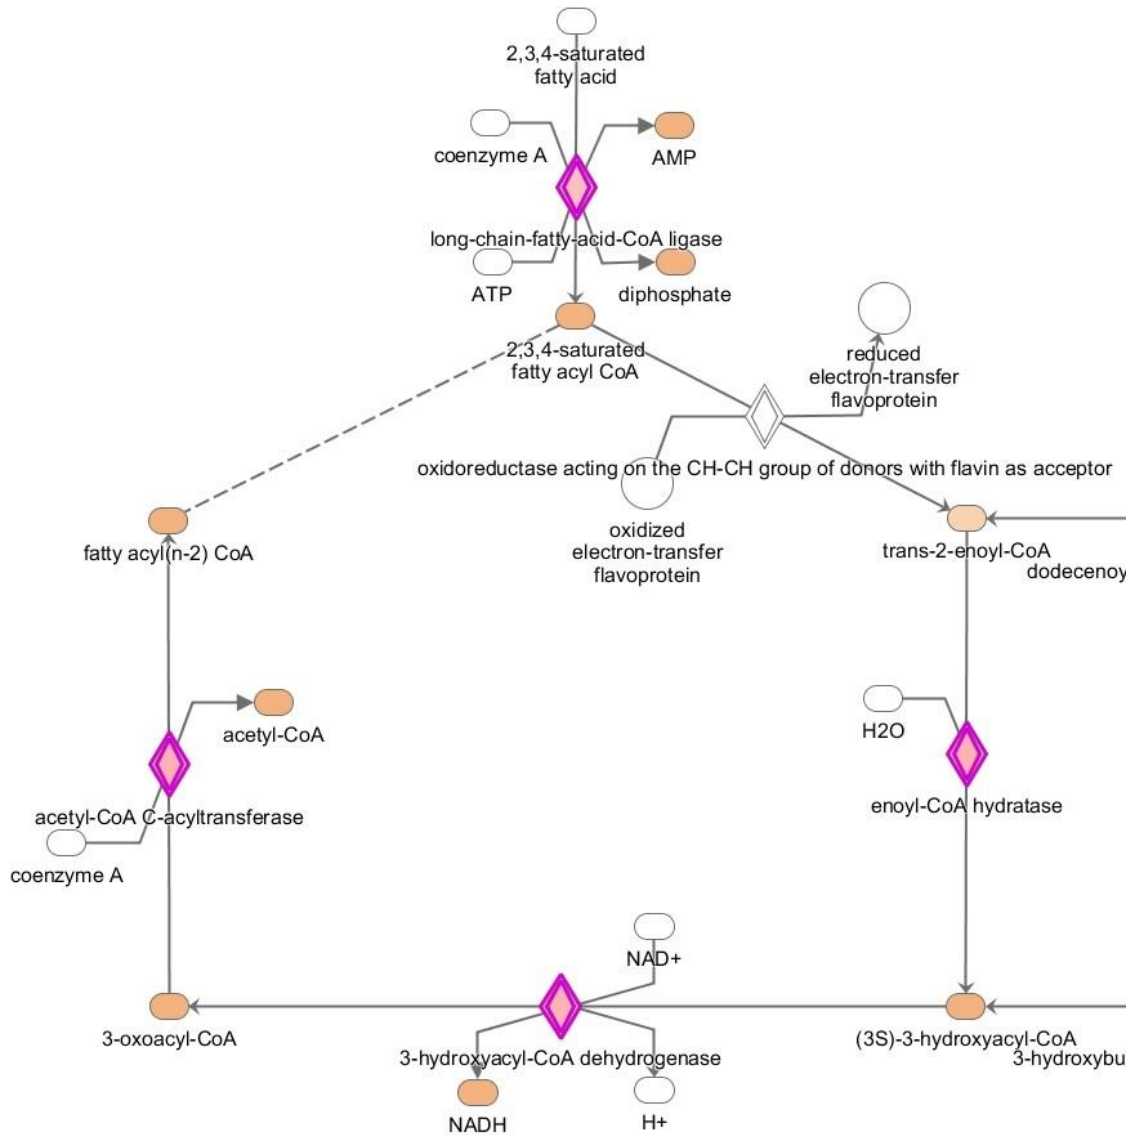 2,3,4-saturated
fatty acid
coenzyme A
AMP
long-chain-fatty-acid-CoA ligase
ATP
diphosphate
2,3,4-saturated
fatty acyl CoA
reduced
electron-transfer
flavoprotein
oxidoreductase acting on the CH-CH group of donors with flavin as acceptor
oxidized
electron-transfer
flavoprotein
fatty acyl(n-2) CoA
trans-2-enoyl-CoA
dodecenoy
acetyl-CoA
H2O
acetyl-CoA C-acyltransferase
enoyl-CoA hydratase
coenzyme A
NAD+
3-oxoacyl-CoA
(3S)-3-hydroxyacyl-CoA
3-hydroxyacyl-CoA dehydrogenase
3-hydroxybu
NADH
H+